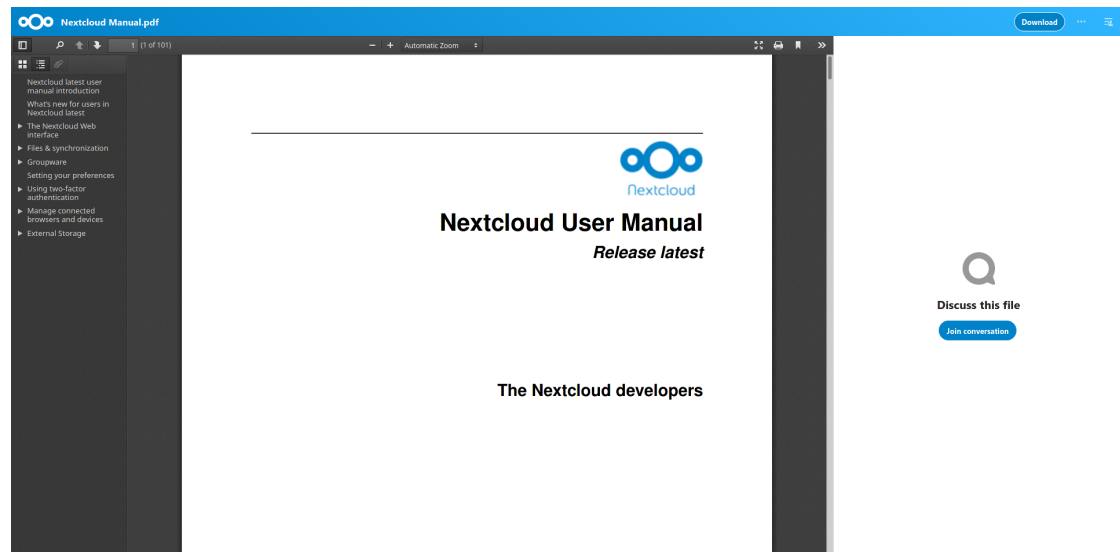 Nextcloud Manual.pdf
Download
1 (1 of 101)
Automatic Zoom
Nextcloud latest user
manual introduction
What's new for users in
Nextcloud latest
The Nextcloud Web
interface
Files & synchronization
Groupware
Setting your preferences
Using two-factor
authentication
Manage connected
browsers and devices
External Storage
Nextcloud
Nextcloud User Manual
Release latest
The Nextcloud developers
Discuss this file
Join conversation